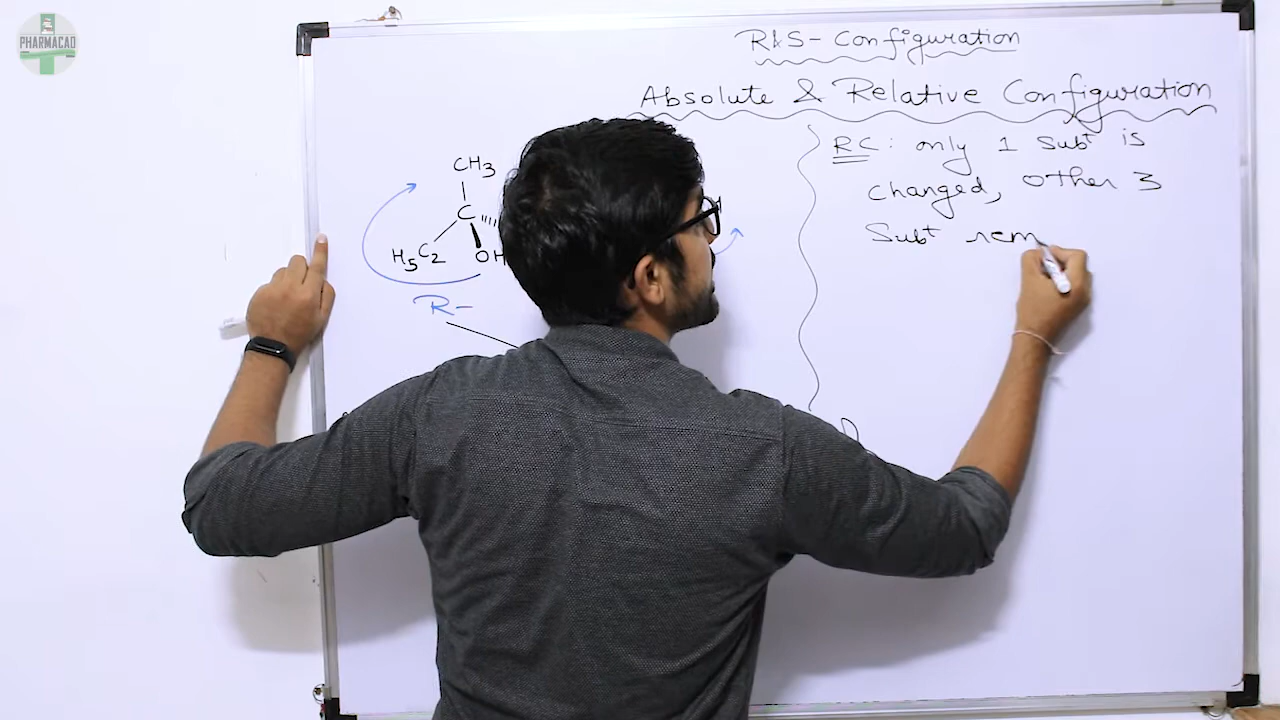 PHARMACAD
R&S- Configuration
Absolute & Relative Configuration
RC: only 1 Subt is
changed, other 3
Subt rem
CH3
C
H5C2
OH
R-